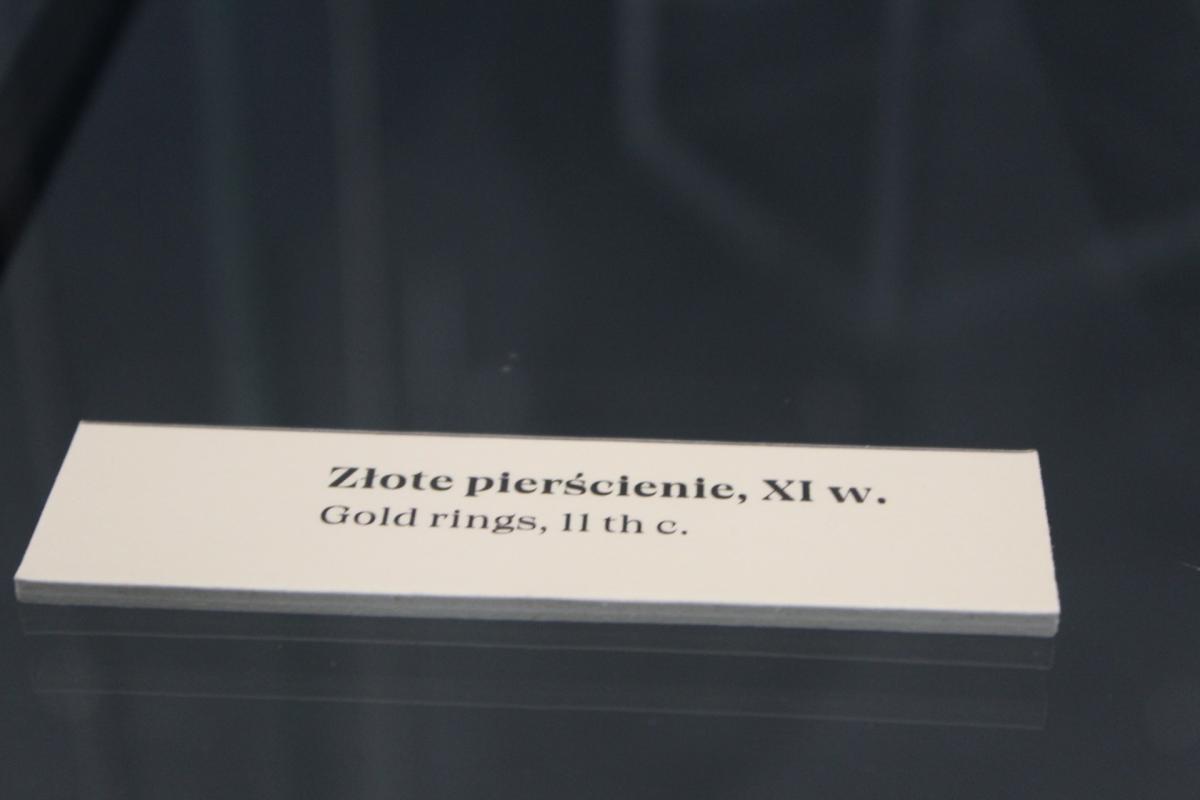 Złote pierścienie, XI w.
Gold rings, 11 th c.